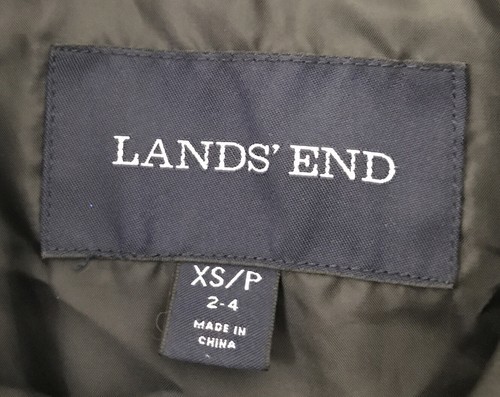 LANDS' END
XS/P
2-4
MADE IN
CHINA